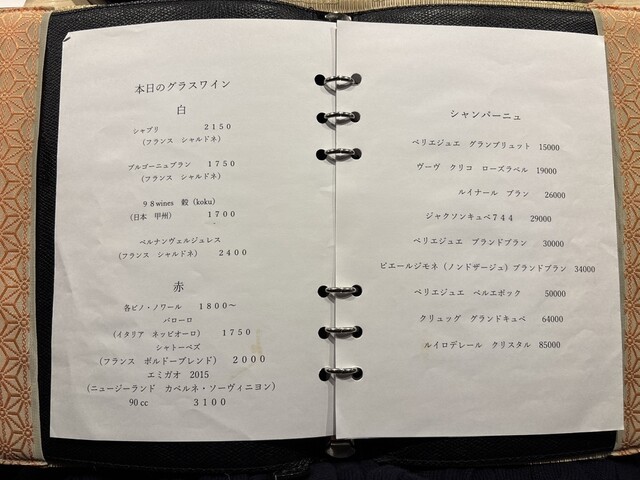 本日のグラスワイン
白
シャブリ 2150
(フランス シャルドネ)
ブルゴーニュブラン 1750
(フランス シャルドネ)
98wines 穀(koku)
(日本 甲州) 1700
ペルナンヴェルジュレス
(フランス シャルドネ) 2400
赤
各ピノ・ノワール 1800~
バローロ
(イタリア ネッビオーロ) 1750
シャトーベズ
(フランス ボルドーブレンド) 2000
エミガオ 2015
(ニュージーランド カベルネ・ソーヴィニヨン)
90cc 3100
シャンパーニュ
ペリエジュエ グランブリュット 15000
ヴーヴ クリコ ローズラベル 19000
ルイナール ブラン 26000
ジャクソンキュベ744 29000
ペリエジュエ ブランドブラン 30000
ピエールジモネ(ノンドザージュ)ブランドブラン 34000
ペリエジュエ ベルエポック 50000
クリュッグ グランドキュベ 64000
ルイロデレール クリスタル 85000